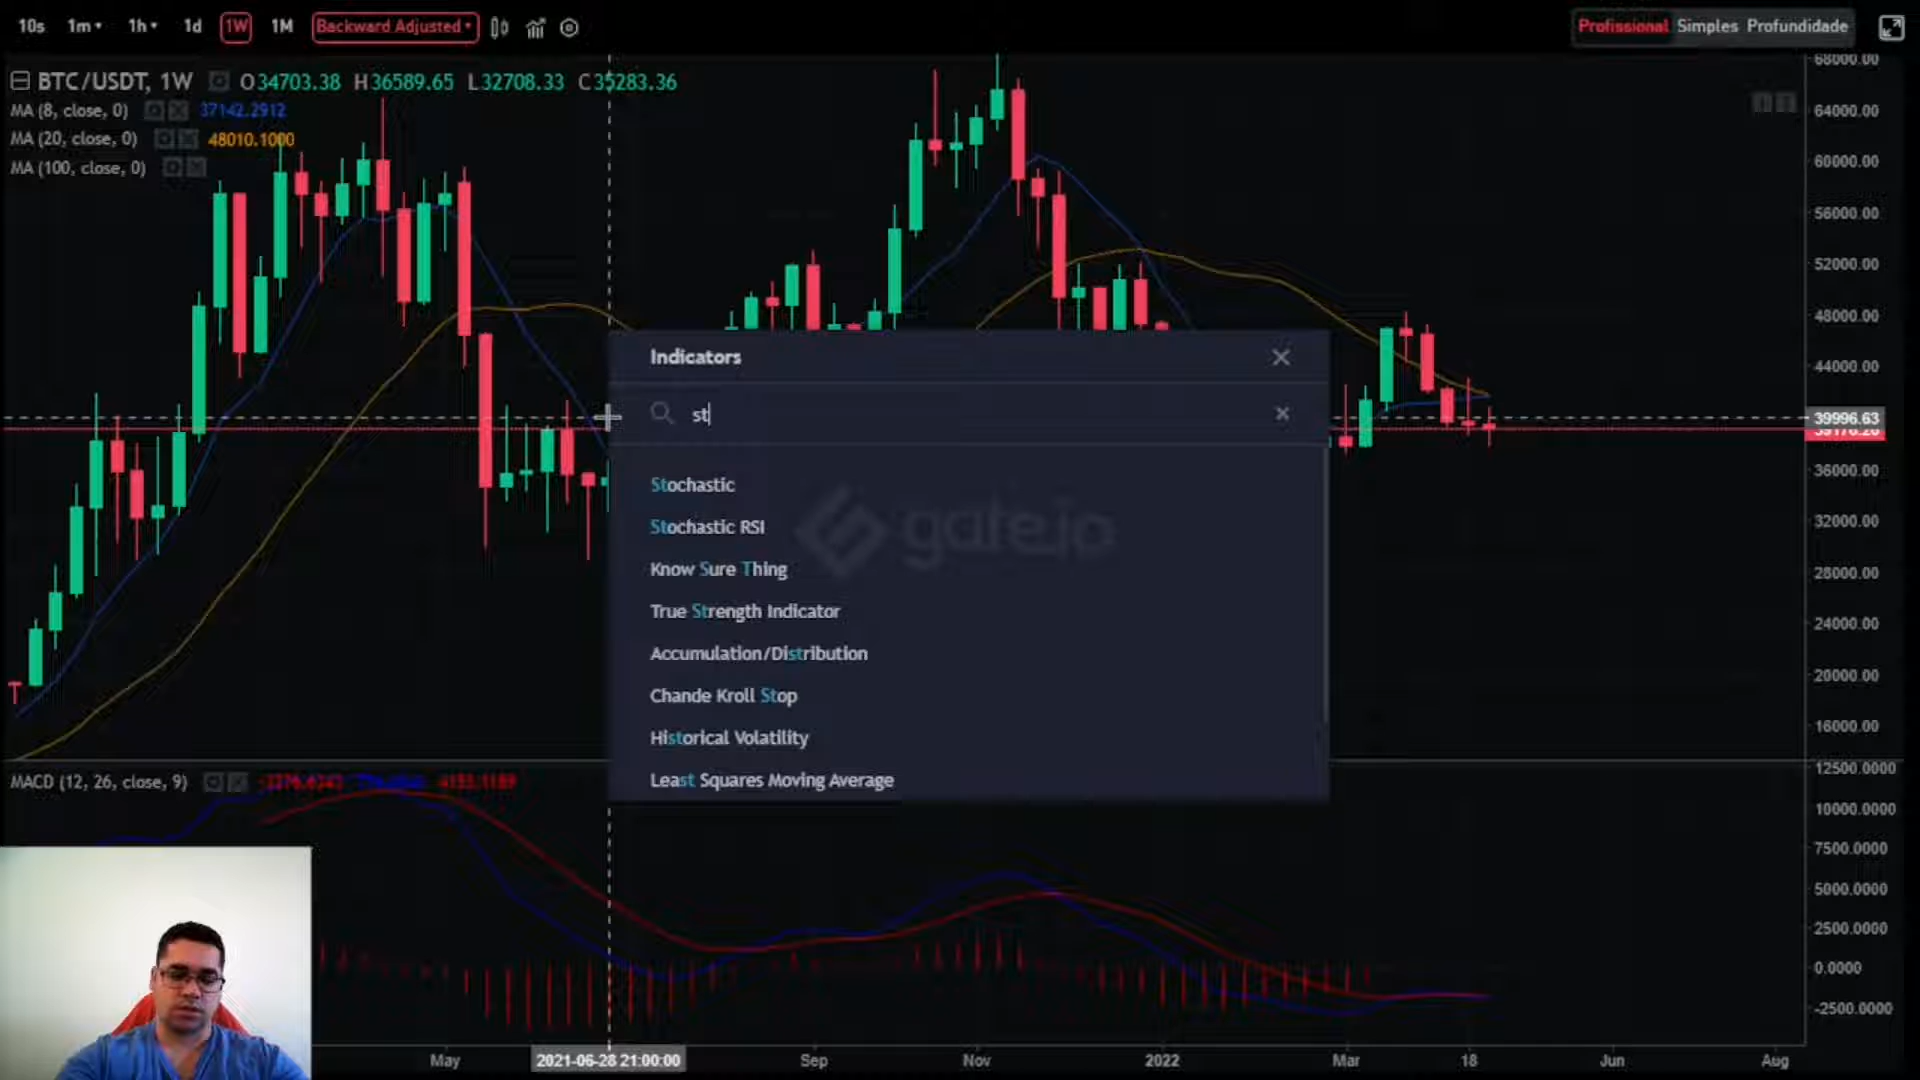 10s 1m 1h 1d 1W 1M Backward Adjusted Profissional Simples Profundidade
BTC/USDT, 1W O34703.38 H36589.65 L32708.33 C35283.36
MA (8, close, 0) 37142.2912
MA (20, close, 0) 48010.1000
MA (100, close, 0)
68000.00
64000.00
60000.00
56000.00
52000.00
48000.00
44000.00
39996.63
36000.00
32000.00
28000.00
24000.00
20000.00
16000.00
Indicators
st
Stochastic
Stochastic RSI
Know Sure Thing
True Strength Indicator
Accumulation/Distribution
Chande Kroll Stop
Historical Volatility
Least Squares Moving Average
gate.io
MACD (12, 26, close, 9)
12500.0000
10000.0000
7500.0000
5000.0000
2500.0000
0.0000
-2500.0000
May 2021-06-28 21:00:00 Sep Nov 2022 Mar 18 Jun Aug